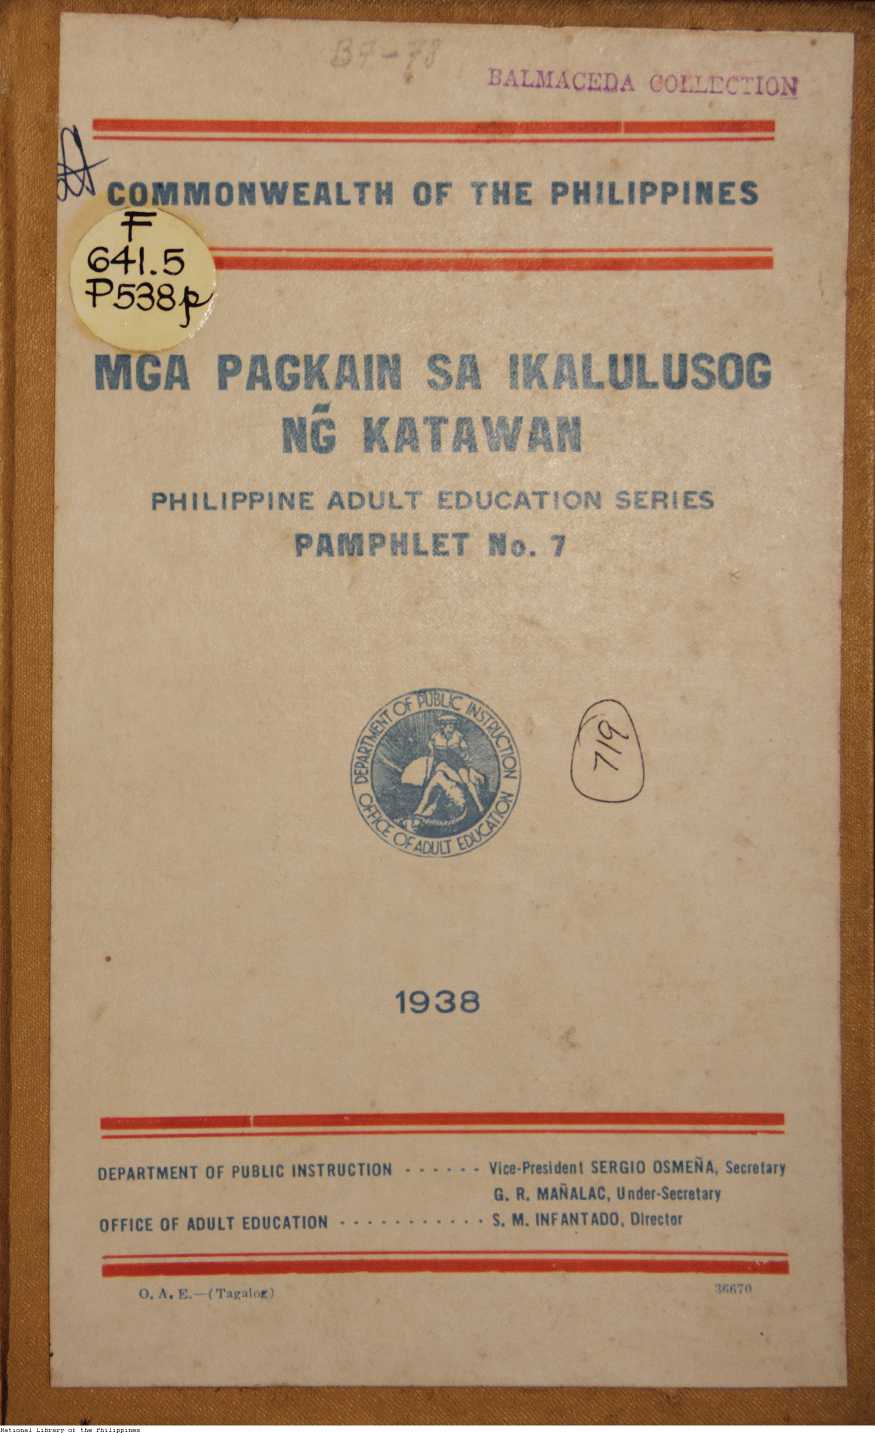 B7-78
BALMACEDA COLLECTION
COMMONWEALTH OF THE PHILIPPINES
F
641.5
P538p
MGA PAGKAIN SA IKALULUSOG
NG̃ KATAWAN
PHILIPPINE ADULT EDUCATION SERIES
PAMPHLET No. 7
DEPARTMENT OF PUBLIC INSTRUCTION
OFFICE OF ADULT EDUCATION
719
1938
DEPARTMENT OF PUBLIC INSTRUCTION - - - - - - Vice-President SERGIO OSMEÑA, Secretary
G. R. MAÑALAC, Under-Secretary
OFFICE OF ADULT EDUCATION - - - - - - - - - - - S. M. INFANTADO, Director
O. A. E.—(Tagalog) 36670
National Library of the Philippines